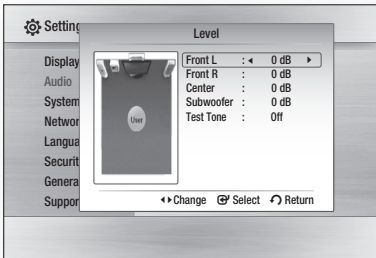 Setting
Level
Display
Audio
System
Networ
Langua
Securit
Genera
Suppor
User
Front L : ◂ 0 dB ▸
Front R : 0 dB
Center : 0 dB
Subwoofer : 0 dB
Test Tone : Off
Change Select Return